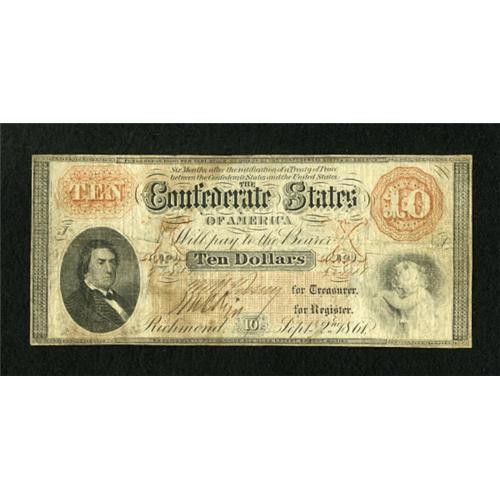 Six Months after the ratification of a Treaty of Peace
between the Confederate States and the United States
THE
TEN
Confederate States
10
OF AMERICA
Will pay to the Bearer
Ten Dollars
for Treasurer.
for Register.
Richmond
10
Sept. 2nd 1861